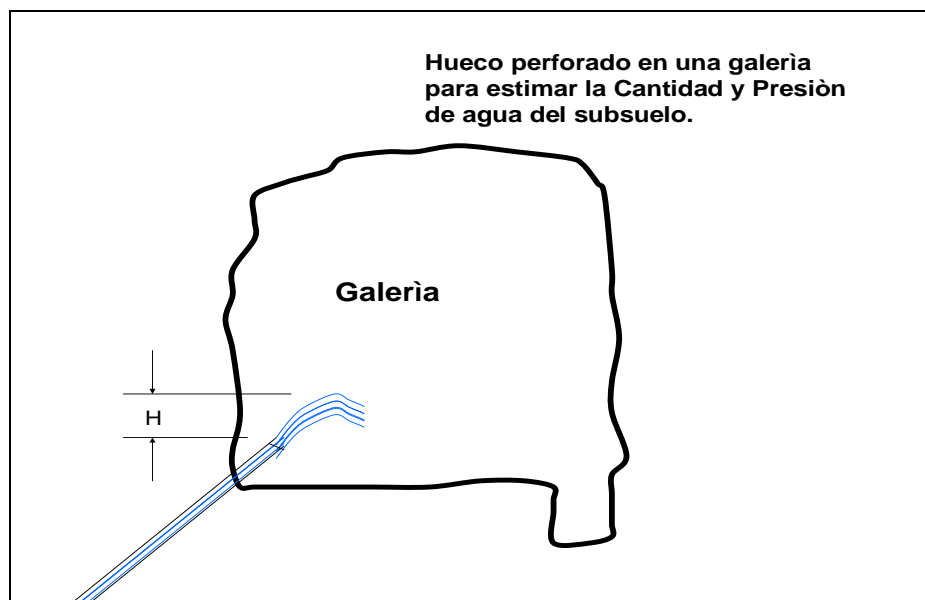 Hueco perforado en una galerìa
para estimar la Cantidad y Presiòn
de agua del subsuelo.
Galerìa
H